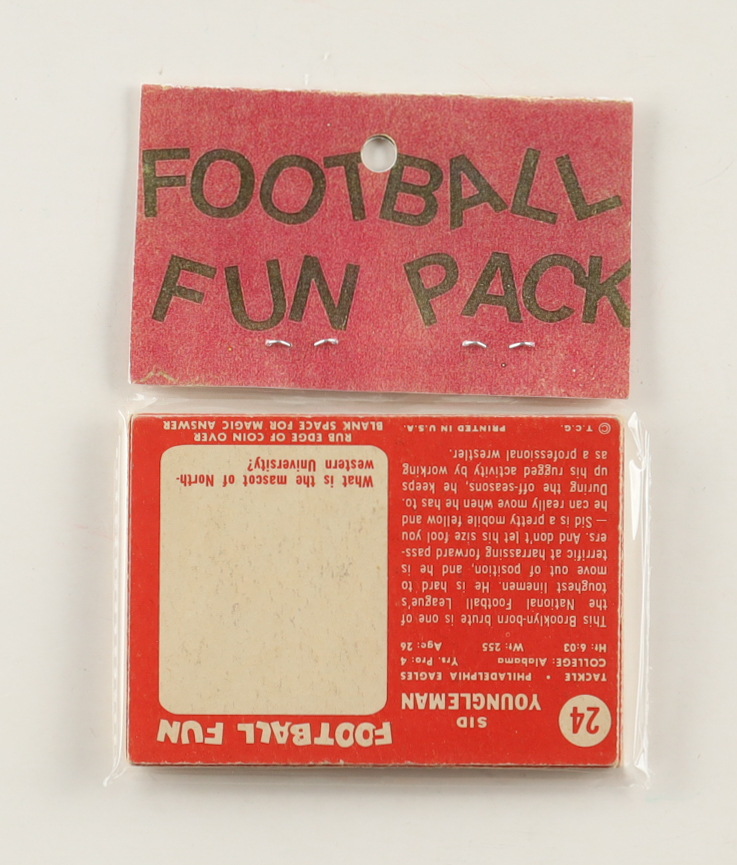 FOOTBALL
FUN PACK
24
SID
YOUNGLEMAN
TACKLE • PHILADELPHIA EAGLES
COLLEGE: Alabama Yrs. Pro: 4
Ht: 6:03 Wt: 255 Age: 26
This Brooklyn-born brute is one of
the National Football League's
toughest linemen. He is hard to
move out of position, and he is
terrific at harrassing forward pass-
ers. And don't let his size fool you
— Sid is a pretty mobile fellow and
he can really move when he has to.
During the off-seasons, he keeps
up his rugged activity by working
as a professional wrestler.
© T.C.G. PRINTED IN U.S.A.
FOOTBALL FUN
What is the mascot of North-
western University?
RUB EDGE OF COIN OVER
BLANK SPACE FOR MAGIC ANSWER